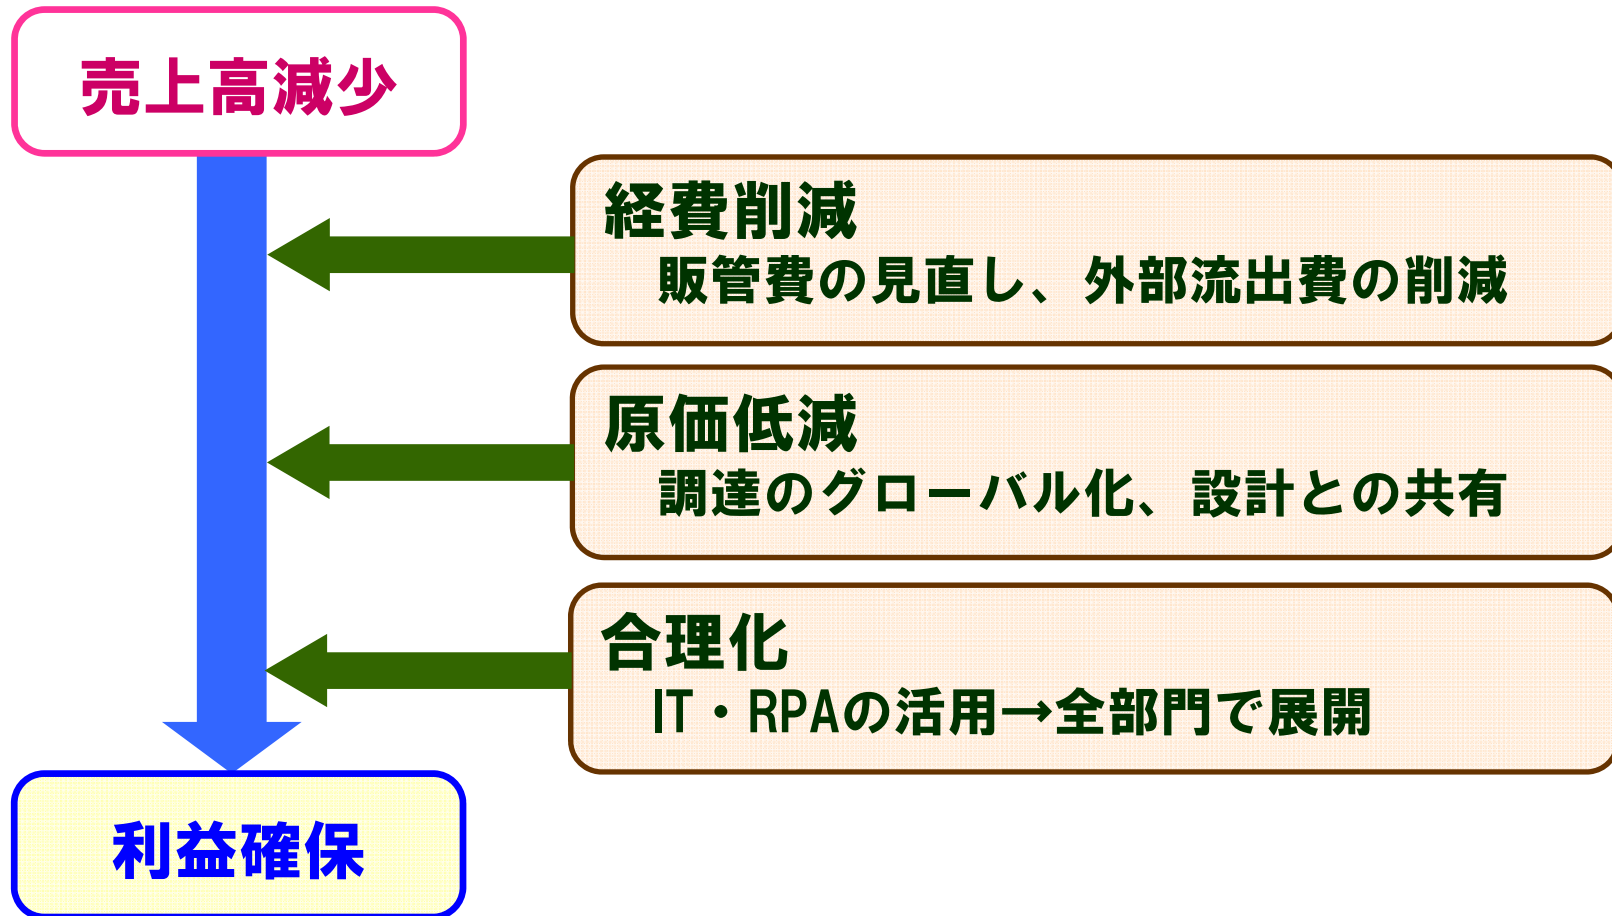 売上高減少
経費削減
販管費の見直し、外部流出費の削減
原価低減
調達のグローバル化、設計との共有
合理化
IT・RPAの活用→全部門で展開
利益確保